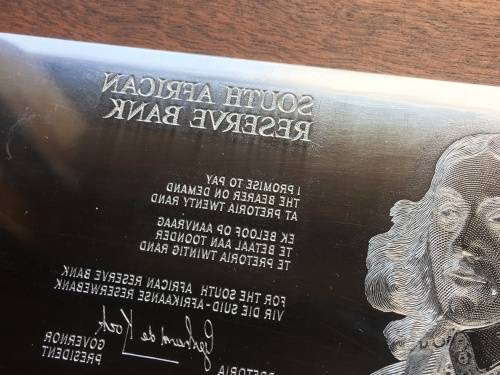 SOUTH AFRICAN
RESERVE BANK
I PROMISE TO PAY
THE BEARER ON DEMAND
AT PRETORIA TWENTY RAND
EK BELOOF OP AANVRAAG
TE BETAAL AAN TOONDER
TE PRETORIA TWINTIG RAND
FOR THE SOUTH AFRICAN RESERVE BANK
VIR DIE SUID-AFRIKAANSE RESERWEBANK
Gerhard de Kock
GOVERNOR
PRESIDENT
PRETORIA